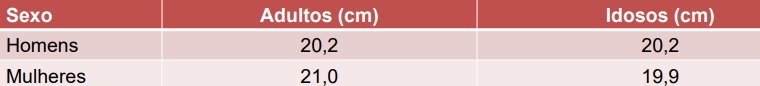 Sexo Adultos (cm) Idosos (cm)
Homens 20,2 20,2
Mulheres 21,0 19,9